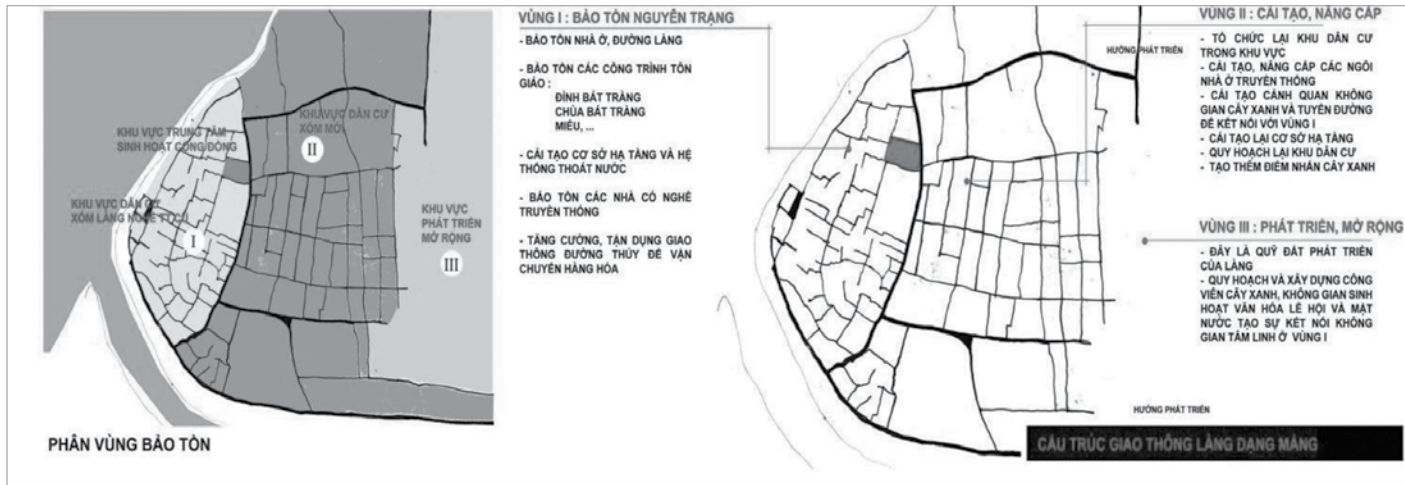 KHU VỰC TRUNG TÂM
SINH HOẠT CỘNG ĐỒNG
KHU VỰC DÂN CƯ
XÓM MỚI
II
KHU VỰC DÂN CƯ
XÓM LÀNG NGHỀ
I
KHU VỰC
PHÁT TRIỂN
MỞ RỘNG
III
PHÂN VÙNG BẢO TỒN
VÙNG I : BẢO TỒN NGUYÊN TRẠNG
- BẢO TỒN NHÀ Ở, ĐƯỜNG LÀNG
- BẢO TỒN CÁC CÔNG TRÌNH TÔN
GIÁO :
ĐÌNH BÁT TRÀNG
CHÙA BÁT TRÀNG
MIẾU, ...
- CẢI TẠO CƠ SỞ HẠ TẦNG VÀ HỆ
THỐNG THOÁT NƯỚC
- BẢO TỒN CÁC NHÀ CÓ NGHỀ
TRUYỀN THỐNG
- TĂNG CƯỜNG, TẬN DỤNG GIAO
THÔNG ĐƯỜNG THỦY ĐỂ VẬN
CHUYỂN HÀNG HÓA
HƯỚNG PHÁT TRIỂN
VÙNG II : CẢI TẠO, NÂNG CẤP
- TỔ CHỨC LẠI KHU DÂN CƯ
TRONG KHU VỰC
- CẢI TẠO, NÂNG CẤP CÁC NGÔI
NHÀ Ở TRUYỀN THỐNG
- CẢI TẠO CẢNH QUAN KHÔNG
GIAN CÂY XANH VÀ TUYẾN ĐƯỜNG
ĐỂ KẾT NỐI VỚI VÙNG I
- CẢI TẠO LẠI CƠ SỞ HẠ TẦNG
- QUY HOẠCH LẠI KHU DÂN CƯ
- TẠO THÊM ĐIỂM NHẤN CÂY XANH
VÙNG III : PHÁT TRIỂN, MỞ RỘNG
- ĐÂY LÀ QUỸ ĐẤT PHÁT TRIỂN
CỦA LÀNG
- QUY HOẠCH VÀ XÂY DỰNG CÔNG
VIÊN CÂY XANH, KHÔNG GIAN SINH
HOẠT VĂN HÓA LỄ HỘI VÀ MẶT
NƯỚC TẠO SỰ KẾT NỐI KHÔNG
GIAN TÂM LINH Ở VÙNG I
HƯỚNG PHÁT TRIỂN
CẤU TRÚC GIAO THÔNG LÀNG DẠNG MẢNG